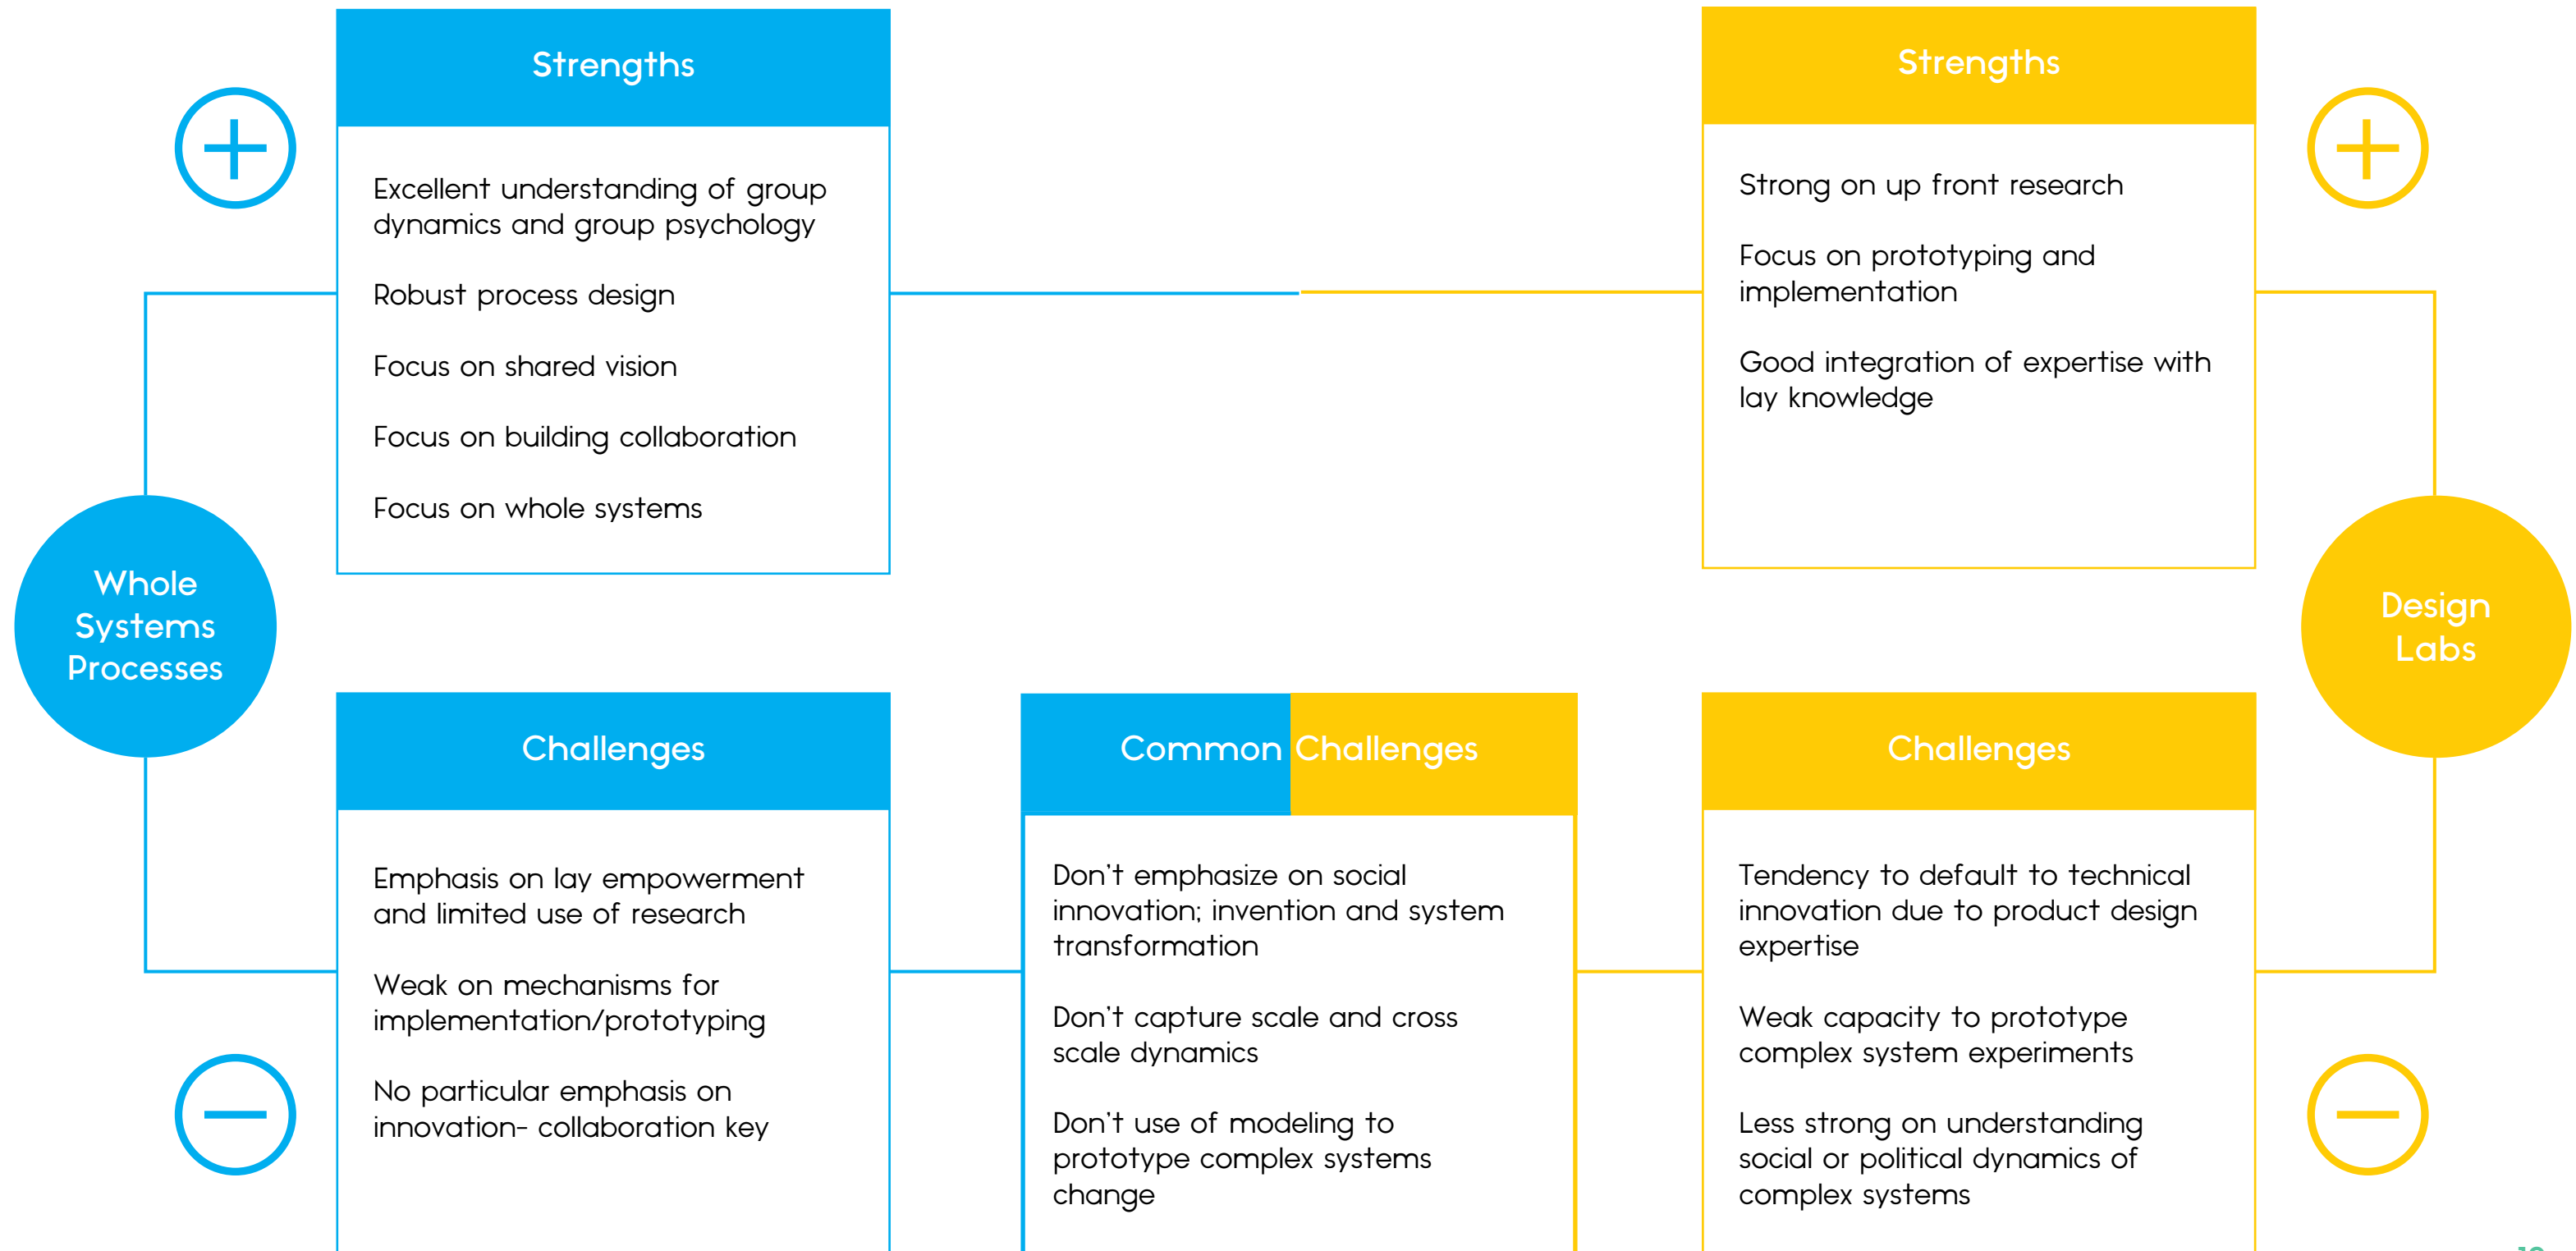 Whole
Systems
Processes
Strengths
Excellent understanding of group
dynamics and group psychology
Robust process design
Focus on shared vision
Focus on building collaboration
Focus on whole systems
Challenges
Emphasis on lay empowerment
and limited use of research
Weak on mechanisms for
implementation/prototyping
No particular emphasis on
innovation- collaboration key
Common Challenges
Don't emphasize on social
innovation; invention and system
transformation
Don't capture scale and cross
scale dynamics
Don't use of modeling to
prototype complex systems
change
Strengths
Strong on up front research
Focus on prototyping and
implementation
Good integration of expertise with
lay knowledge
Challenges
Tendency to default to technical
innovation due to product design
expertise
Weak capacity to prototype
complex system experiments
Less strong on understanding
social or political dynamics of
complex systems
Design
Labs